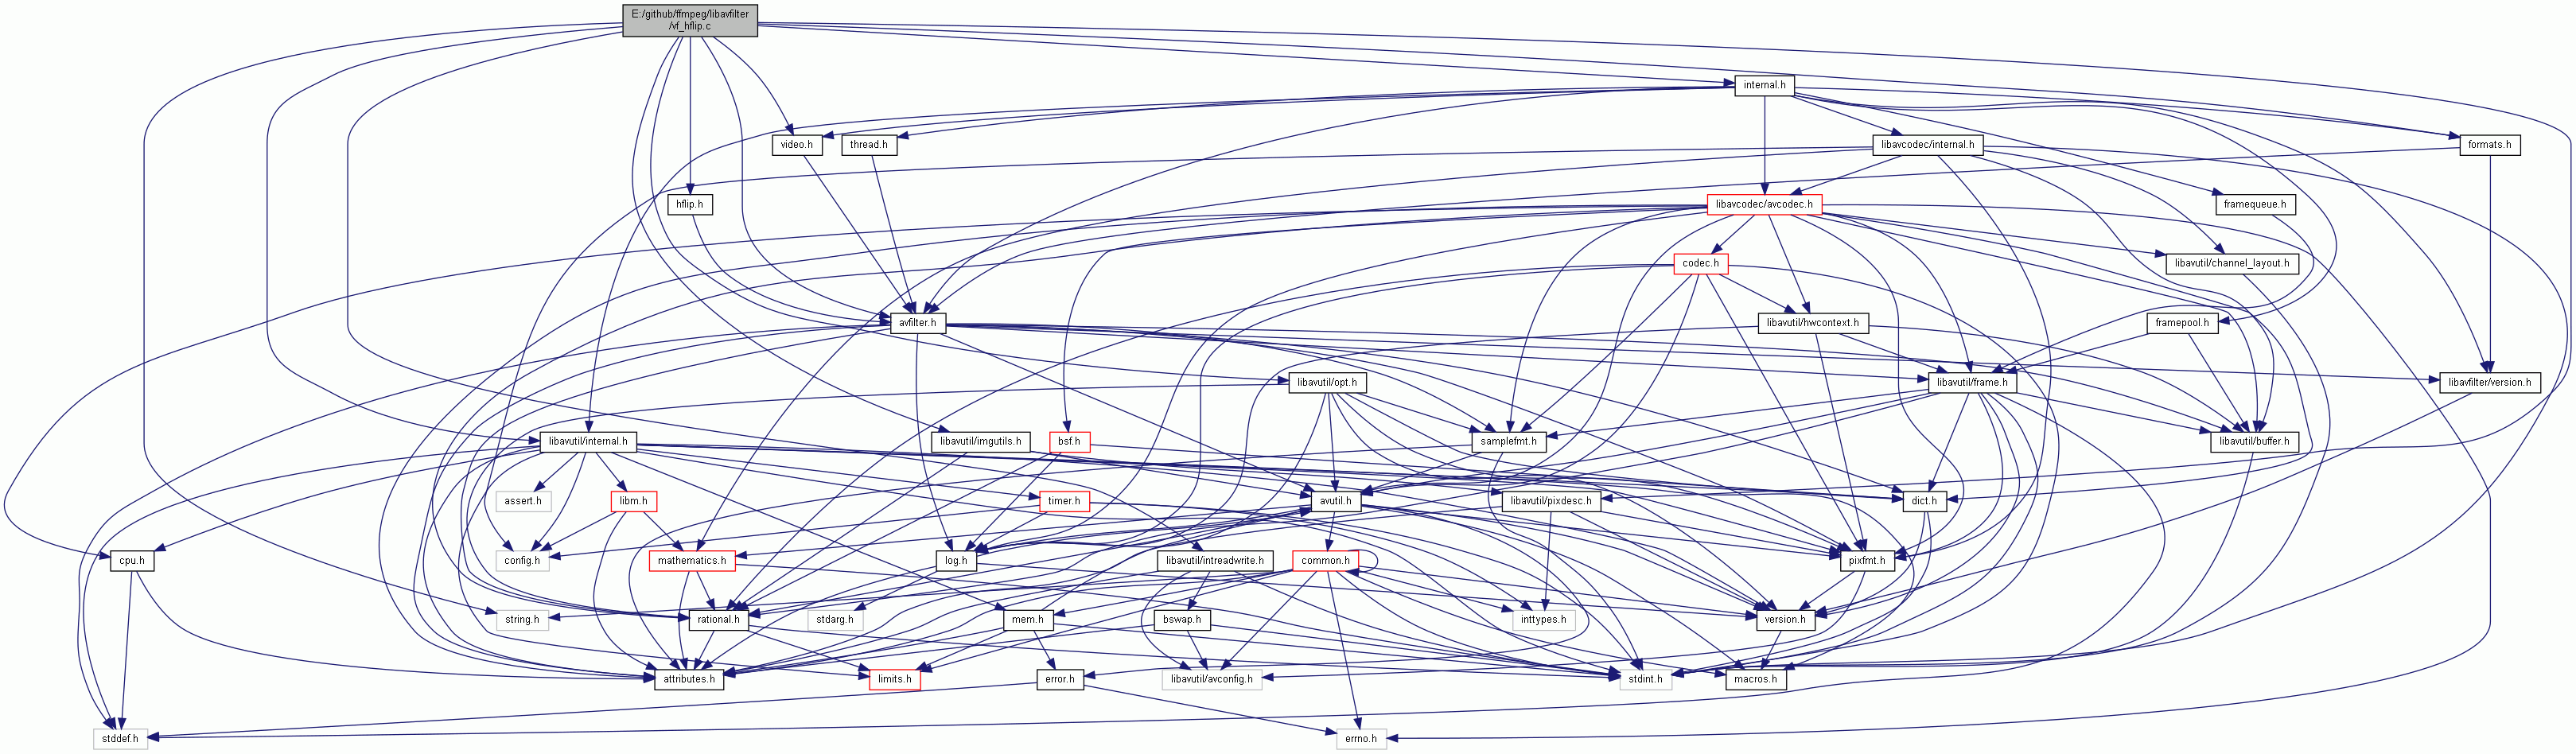 E:/github/ffmpeg/libavfilter
/vf_hflip.c
internal.h
video.h
thread.h
libavcodec/internal.h
formats.h
hflip.h
libavcodec/avcodec.h
framequeue.h
codec.h
libavutil/channel_layout.h
avfilter.h
libavutil/hwcontext.h
framepool.h
libavutil/opt.h
libavutil/frame.h
libavfilter/version.h
libavutil/internal.h
libavutil/imgutils.h
bsf.h
samplefmt.h
libavutil/buffer.h
assert.h
libm.h
timer.h
avutil.h
libavutil/pixdesc.h
dict.h
cpu.h
config.h
mathematics.h
log.h
libavutil/intreadwrite.h
common.h
pixfmt.h
string.h
rational.h
stdarg.h
mem.h
bswap.h
inttypes.h
version.h
attributes.h
limits.h
error.h
libavutil/avconfig.h
stdint.h
macros.h
stddef.h
errno.h